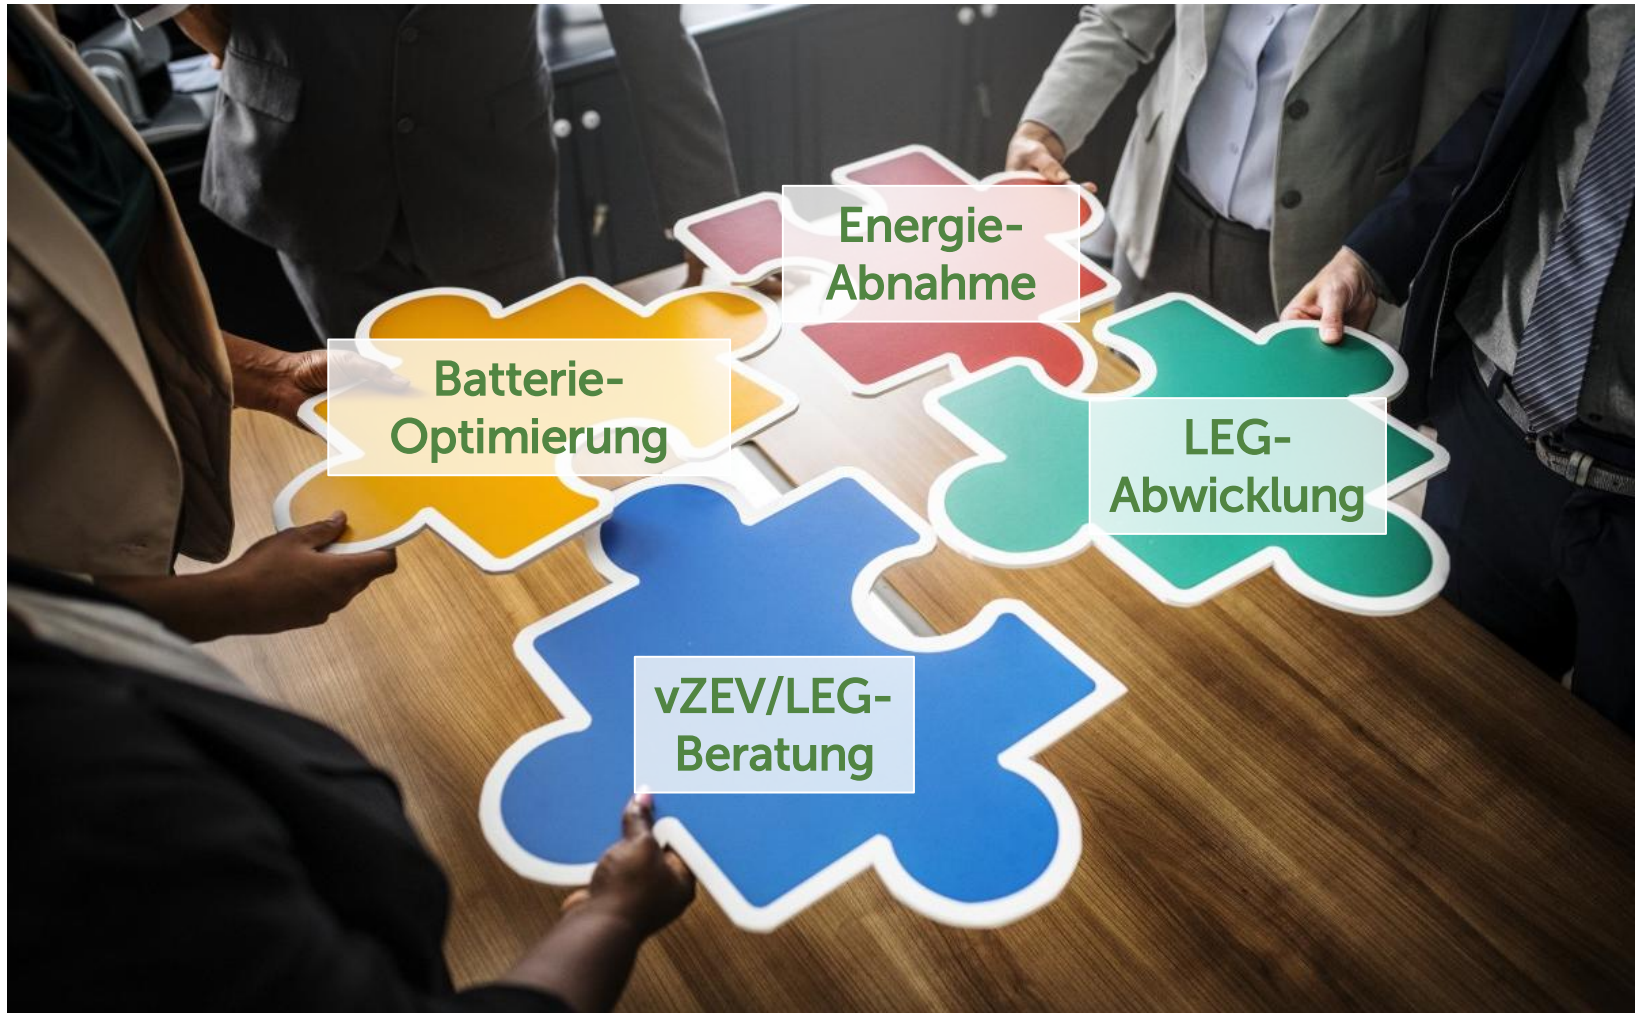 Energie-
Abnahme
Batterie-
Optimierung
LEG-
Abwicklung
vZEV/LEG-
Beratung